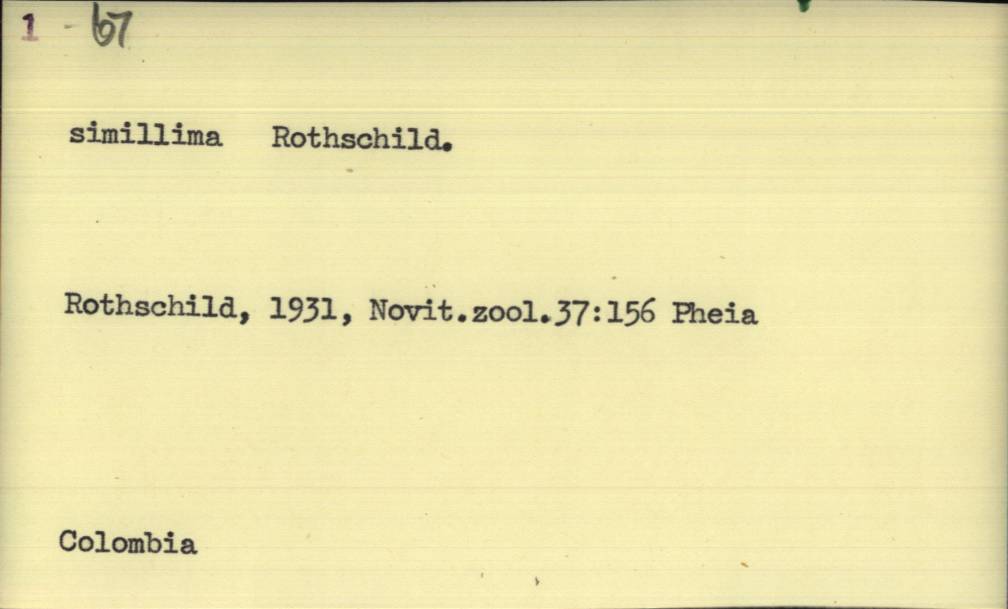 1 - 67
simillima Rothschild.
Rothschild, 1931, Novit.zool.37:156 Pheia
Colombia